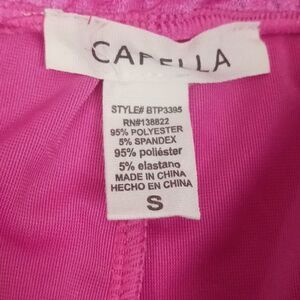 CAPELLA
STYLE# BTP3395
RN#138822
95% POLYESTER
5% SPANDEX
95% poliéster
5% elastano
MADE IN CHINA
HECHO EN CHINA
S